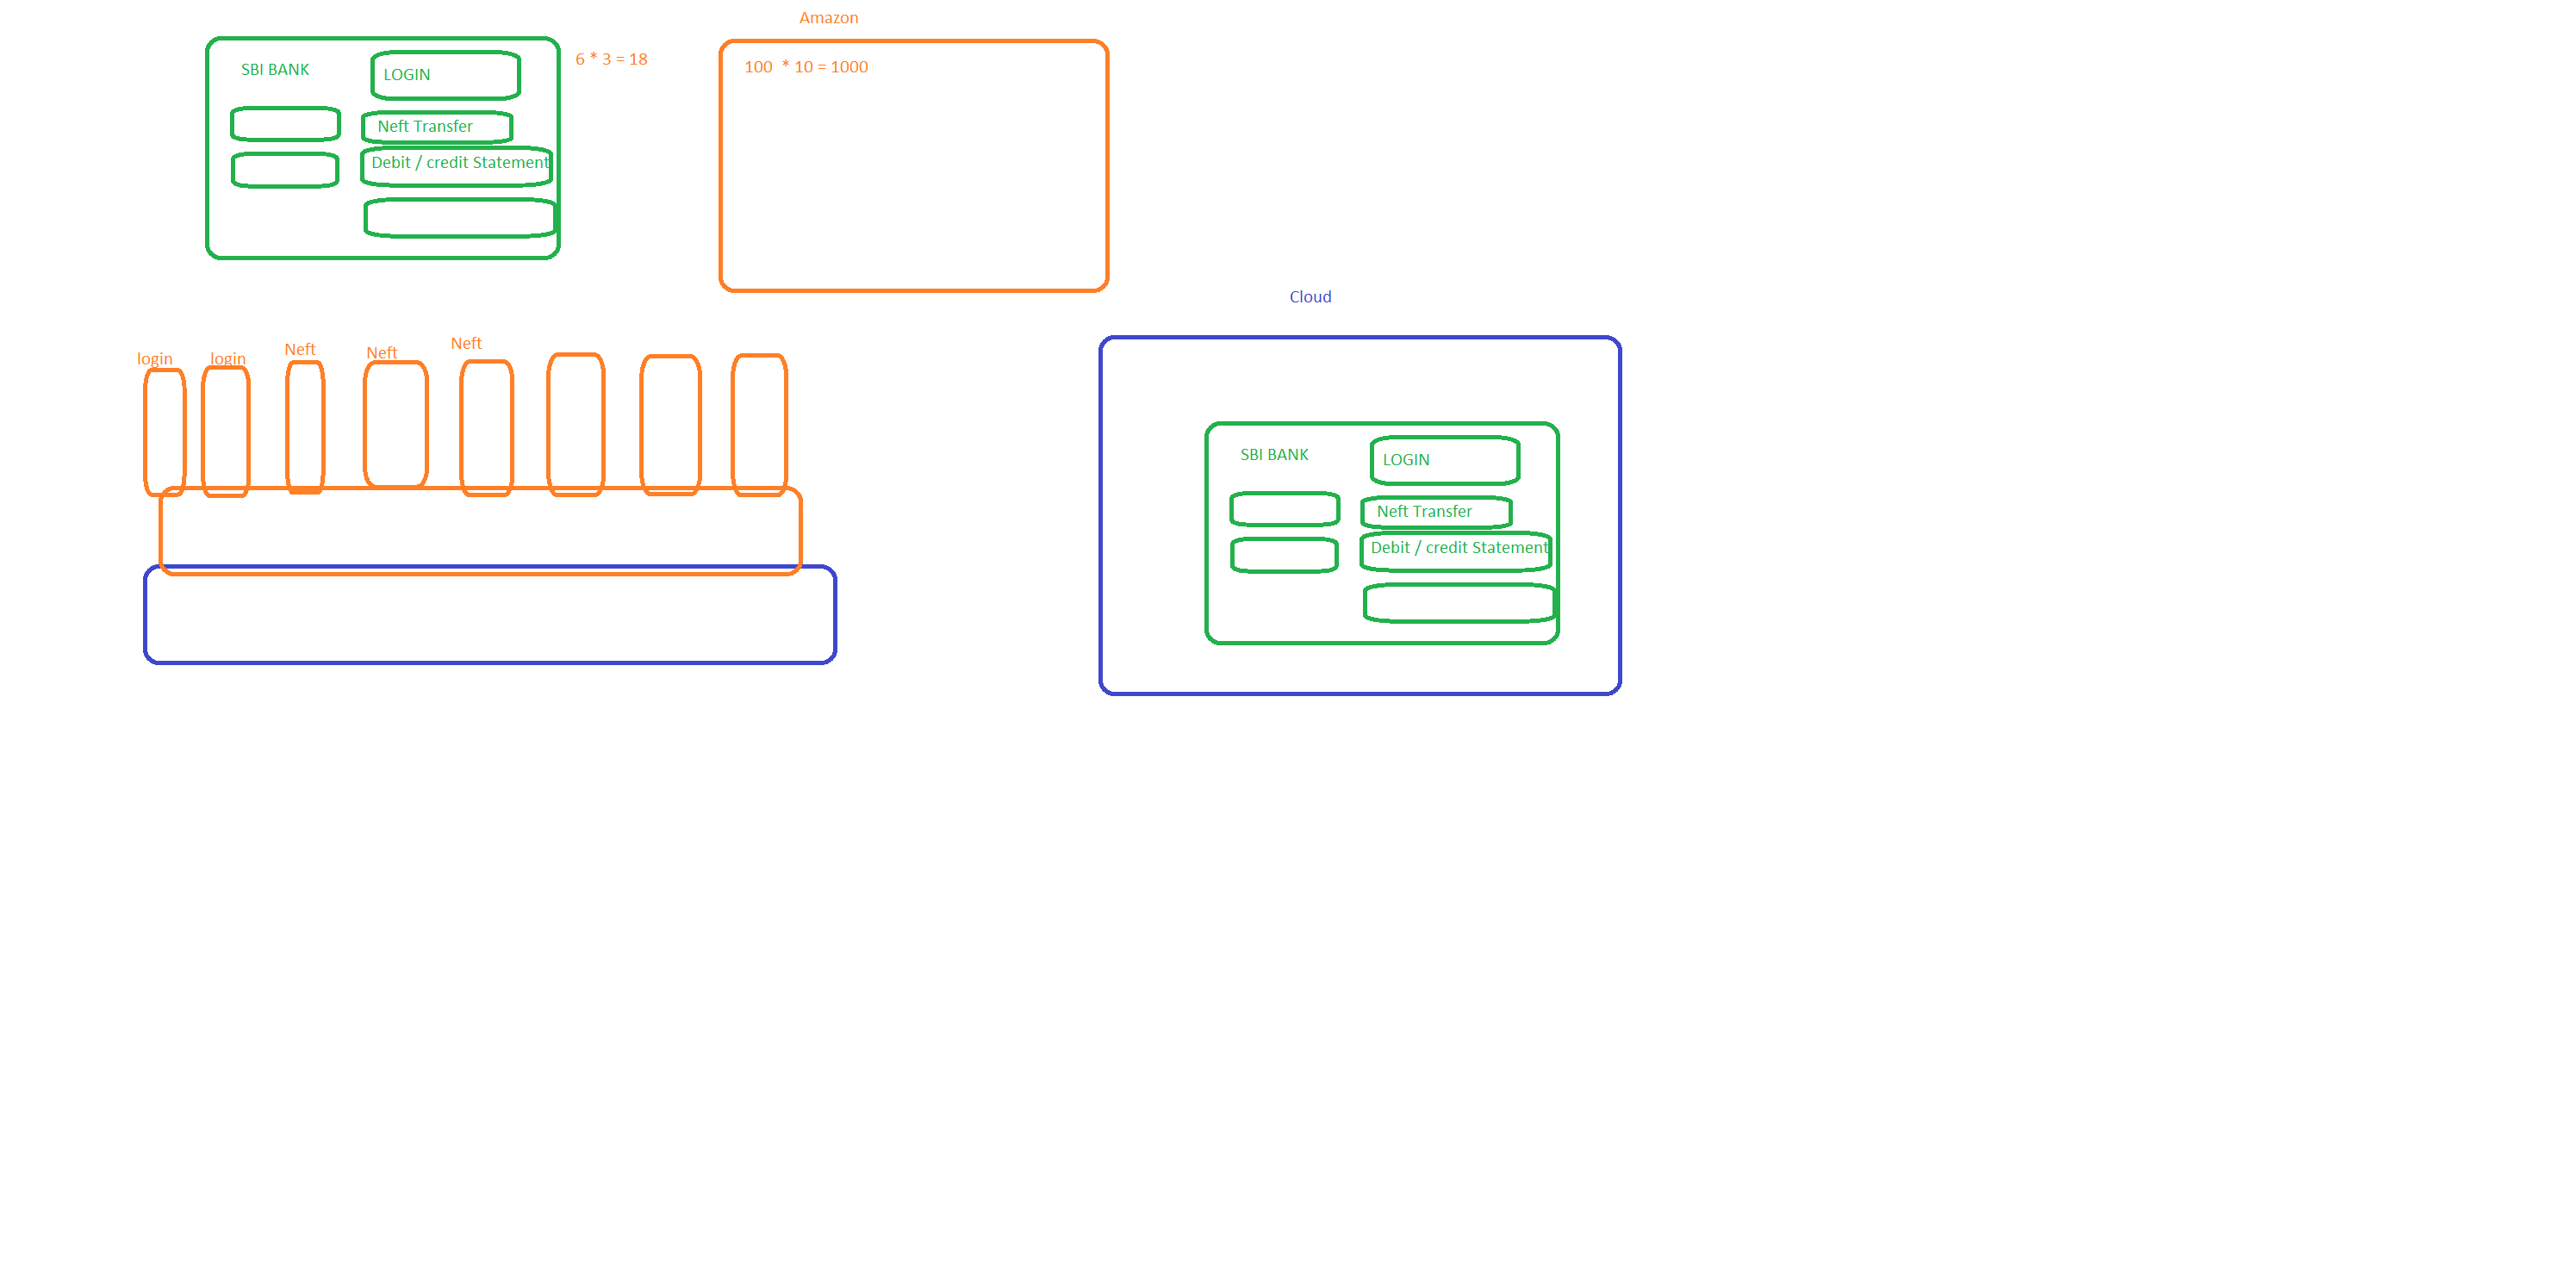 Amazon
SBI BANK
LOGIN
6 * 3 = 18
100  * 10 = 1000
Neft Transfer
Debit / credit Statement
Cloud
login
login
Neft
Neft
Neft
SBI BANK
LOGIN
Neft Transfer
Debit / credit Statement